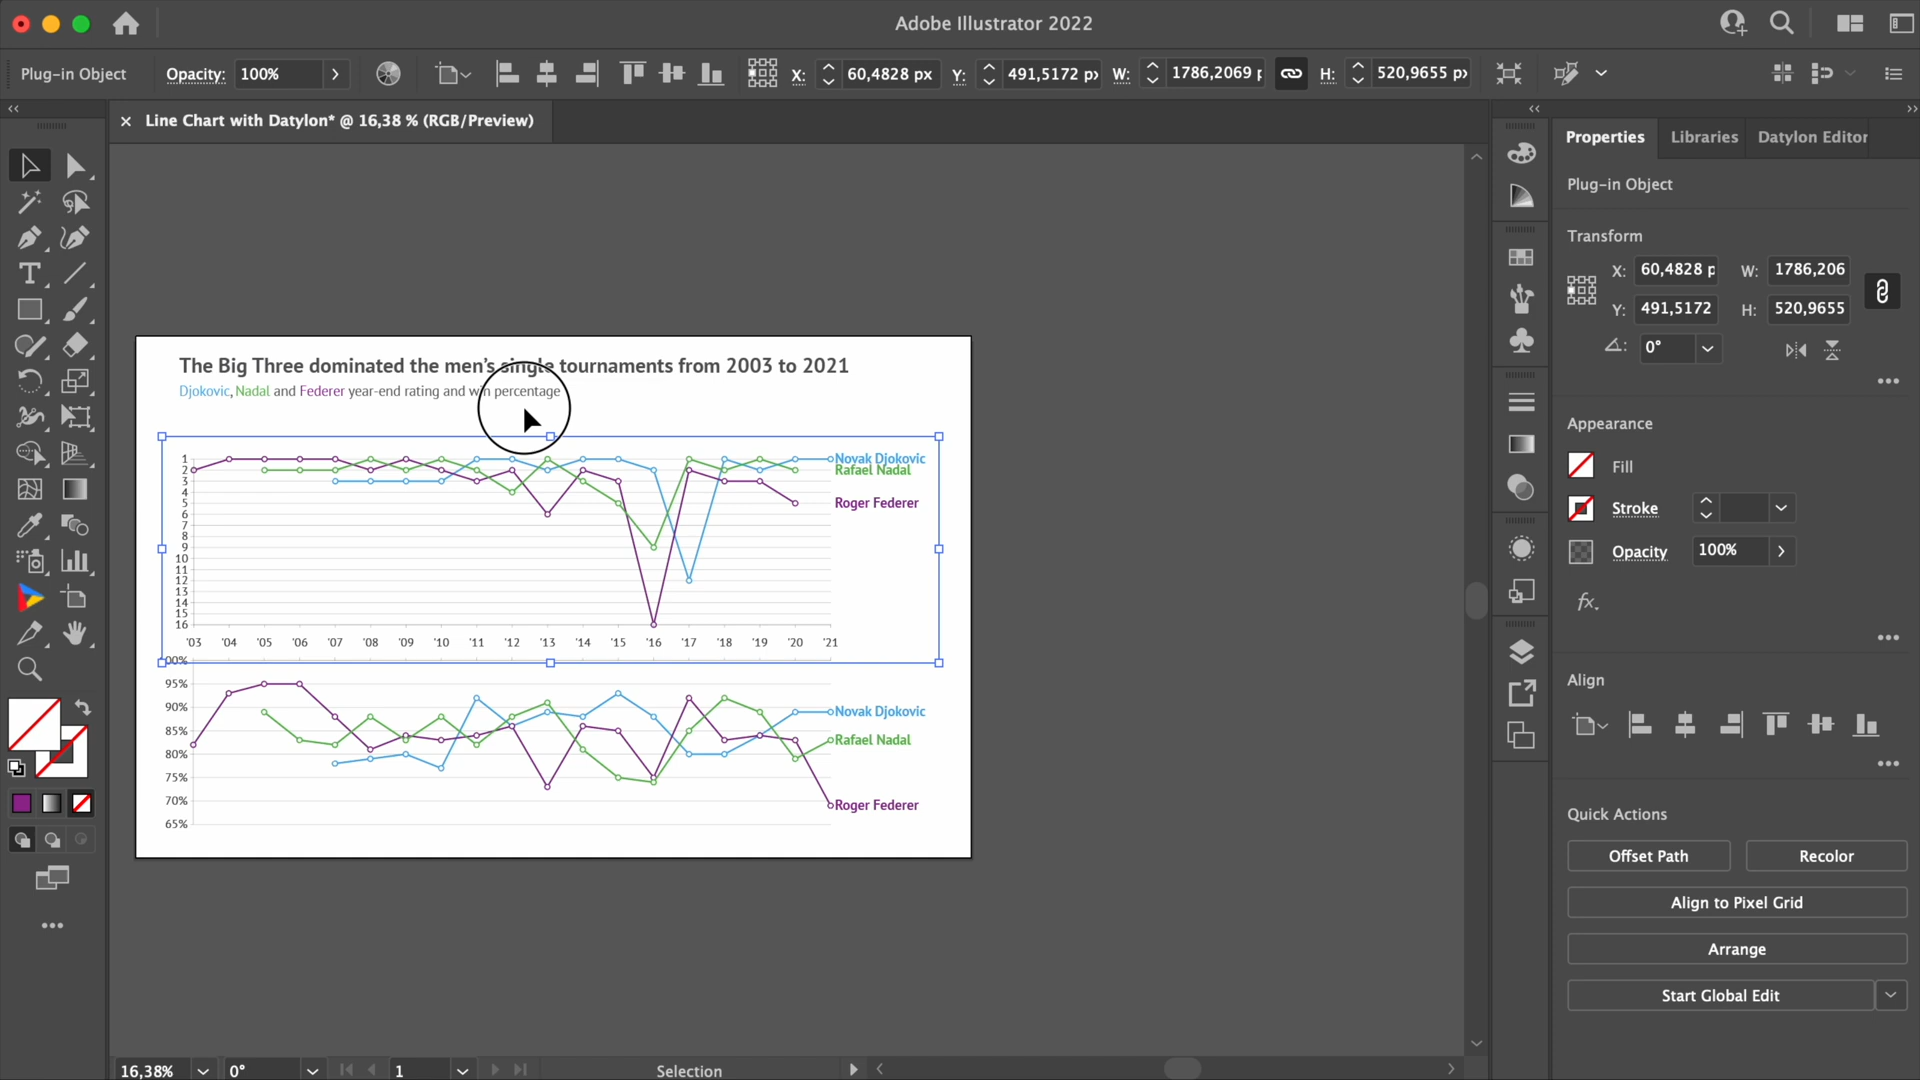 Adobe Illustrator 2022
Plug-in Object
Opacity: 100%
X: 60,4828 px
Y: 491,5172 px
W: 1786,2069 p
H: 520,9655 px
Line Chart with Datylon* @ 16,38 % (RGB/Preview)
Properties
Libraries
Datylon Editor
Plug-in Object
Transform
X: 60,4828 p
W: 1786,206
Y: 491,5172
H: 520,9655
0°
Appearance
Fill
Stroke
Opacity 100%
fx.
Align
Quick Actions
Offset Path
Recolor
Align to Pixel Grid
Arrange
Start Global Edit
The Big Three dominated the men's single tournaments from 2003 to 2021
Djokovic, Nadal and Federer year-end rating and win percentage
1
2
3
4
5
6
7
8
9
10
11
12
13
14
15
16
Novak Djokovic
Rafael Nadal
Roger Federer
'03 '04 '05 '06 '07 '08 '09 '10 '11 '12 '13 '14 '15 '16 '17 '18 '19 '20 '21
100%
95%
90%
85%
80%
75%
70%
65%
Novak Djokovic
Rafael Nadal
Roger Federer
16,38%
0°
1
Selection